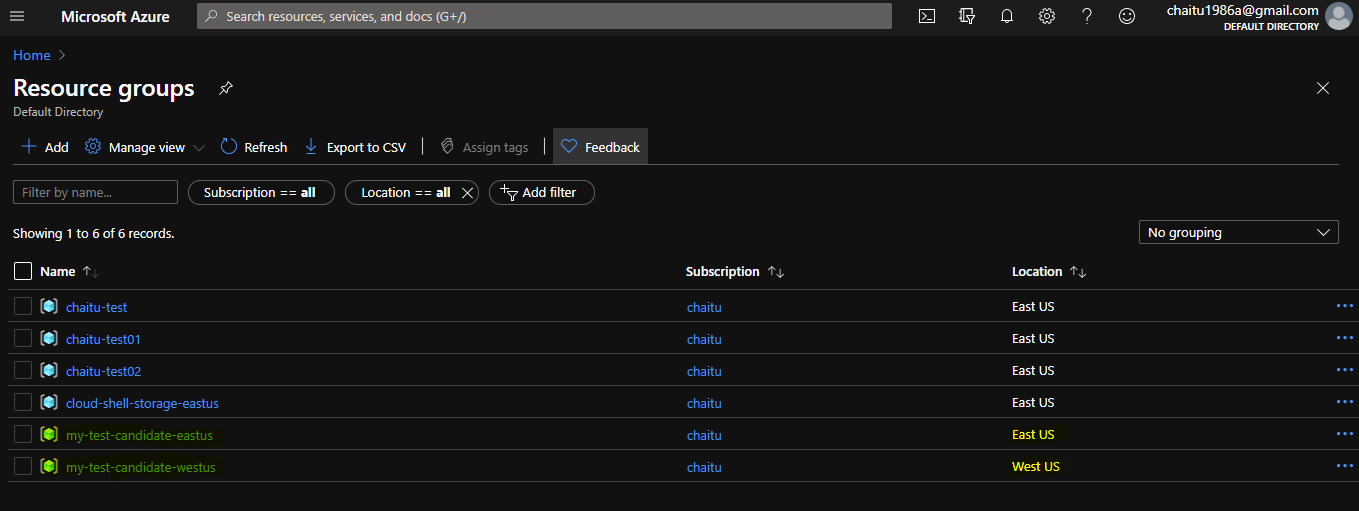 Microsoft Azure Search resources, services, and docs (G+/) chaitu1986a@gmail.com
DEFAULT DIRECTORY
Home
Resource groups
Default Directory
Add Manage view Refresh Export to CSV Assign tags Feedback
Filter by name... Subscription == all Location == all Add filter
Showing 1 to 6 of 6 records. No grouping
Name Subscription Location
chaitu-test chaitu East US
chaitu-test01 chaitu East US
chaitu-test02 chaitu East US
cloud-shell-storage-eastus chaitu East US
my-test-candidate-eastus chaitu East US
my-test-candidate-westus chaitu West US